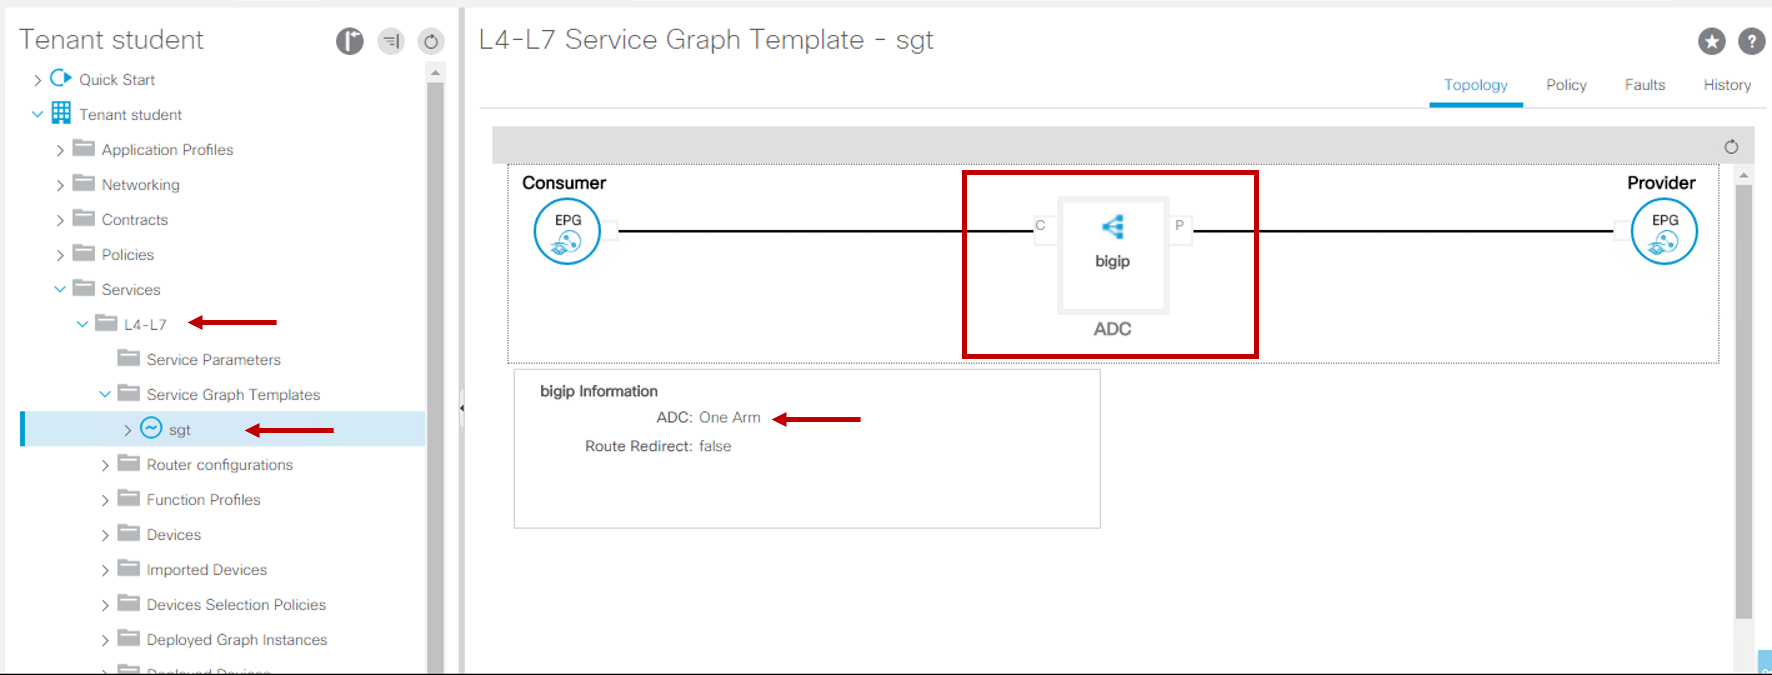 Tenant student
Quick Start
Tenant student
Application Profiles
Networking
Contracts
Policies
Services
L4-L7
Service Parameters
Service Graph Templates
sgt
Router configurations
Function Profiles
Devices
Imported Devices
Devices Selection Policies
Deployed Graph Instances
Deployed Devices
L4-L7 Service Graph Template - sgt
?
Topology Policy Faults History
Consumer
Provider
EPG
C
bigip
P
ADC
EPG
bigip Information
ADC: One Arm
Route Redirect: false